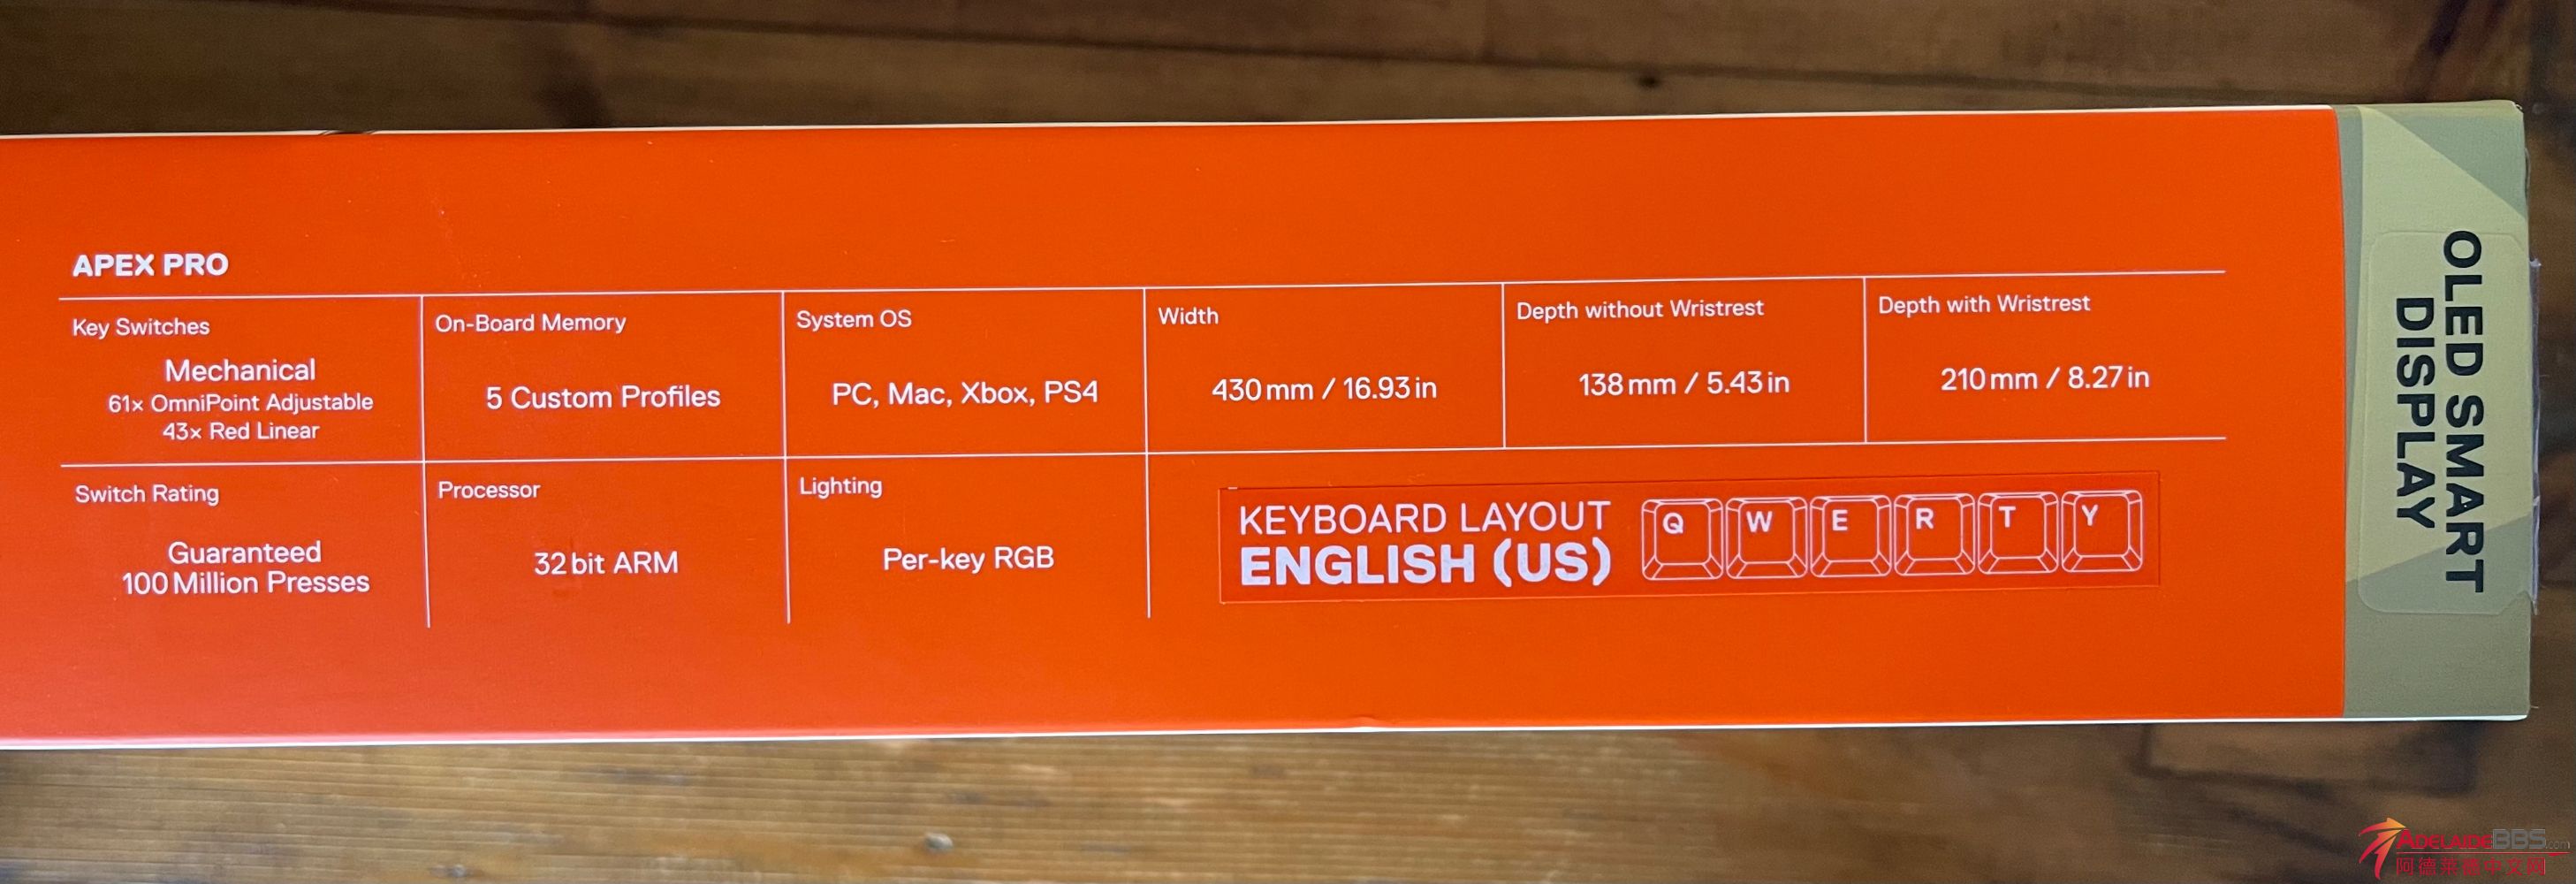 APEX PRO
Key Switches
Mechanical
61x OmniPoint Adjustable
43x Red Linear
On-Board Memory
5 Custom Profiles
System OS
PC, Mac, Xbox, PS4
Width
430 mm / 16.93 in
Depth without Wristrest
138 mm / 5.43 in
Depth with Wristrest
210 mm / 8.27 in
Switch Rating
Guaranteed
100 Million Presses
Processor
32 bit ARM
Lighting
Per-key RGB
KEYBOARD LAYOUT
ENGLISH (US)
Q W E R T Y
OLED SMART
DISPLAY
ADELAIDEBBS.com
阿德莱德中文网